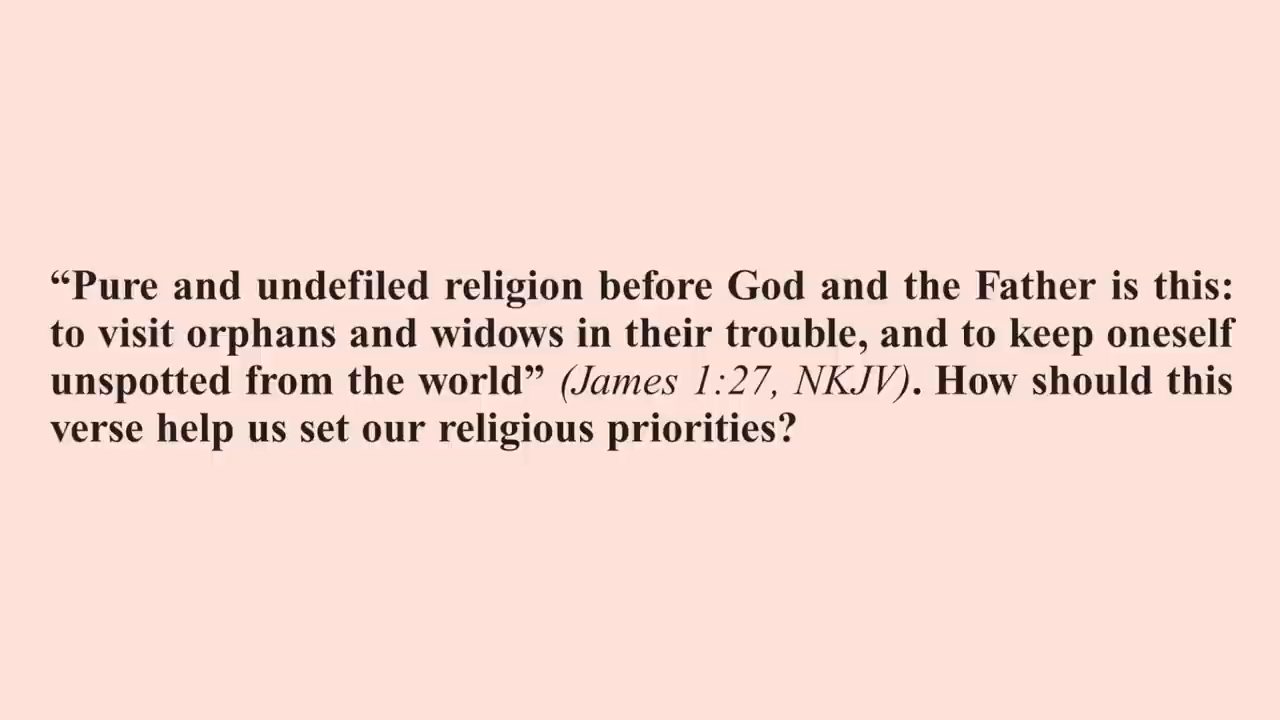 “Pure and undefiled religion before God and the Father is this:
to visit orphans and widows in their trouble, and to keep oneself
unspotted from the world” (James 1:27, NKJV). How should this
verse help us set our religious priorities?